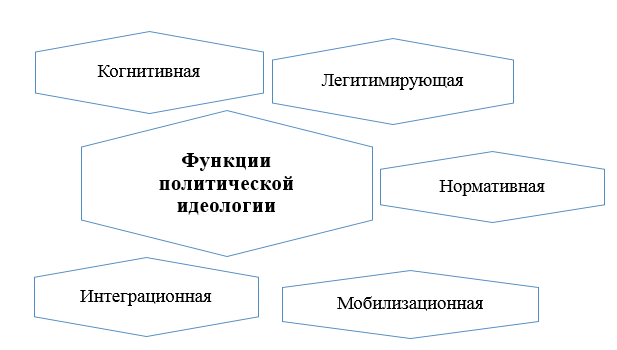 Когнитивная
Легитимирующая
Функции
политической
идеологии
Нормативная
Интеграционная
Мобилизационная